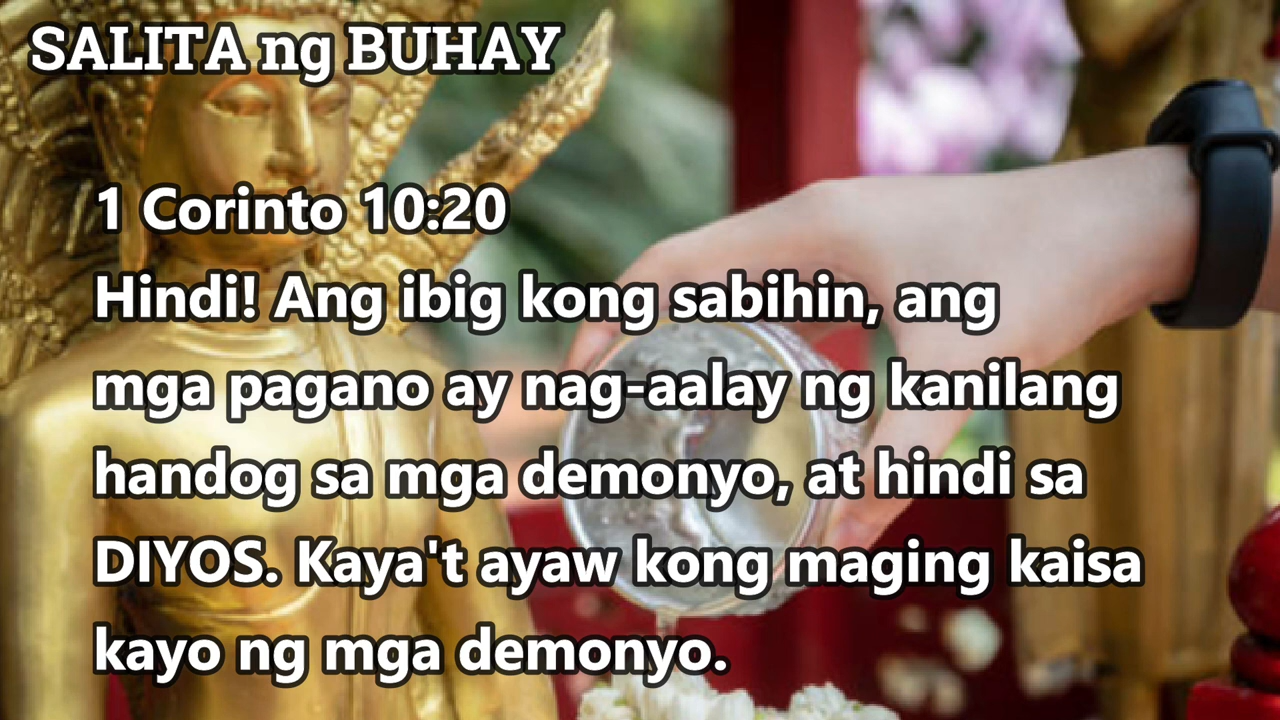 SALITA ng BUHAY
1 Corinto 10:20
Hindi! Ang ibig kong sabihin, ang
mga pagano ay nag-aalay ng kanilang
handog sa mga demonyo, at hindi sa
DIYOS. Kaya't ayaw kong maging kaisa
kayo ng mga demonyo.